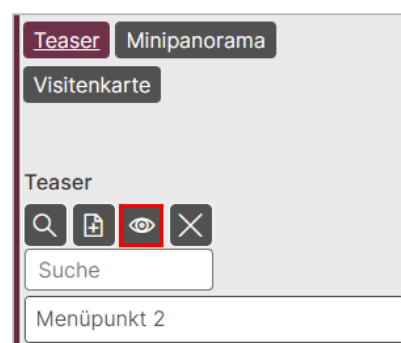 Teaser Minipanorama
Visitenkarte
Teaser
Suche
Menüpunkt 2